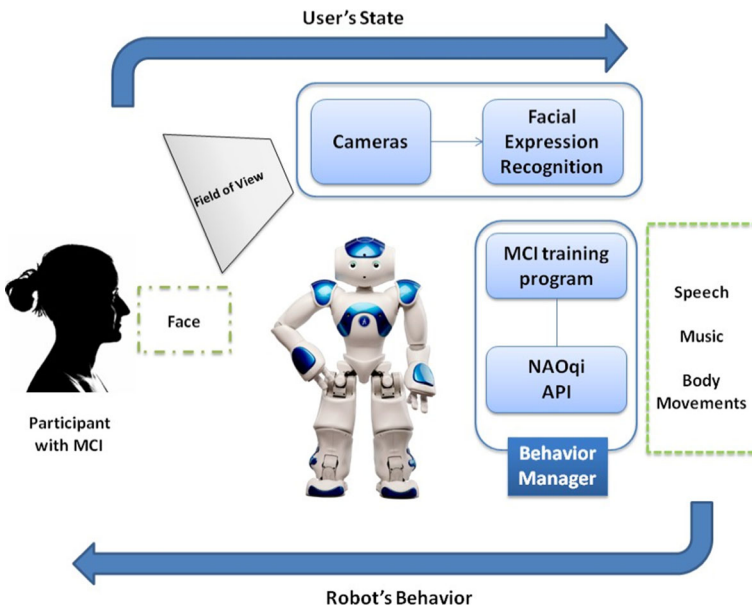 User's State
Cameras
Facial
Expression
Recognition
Field of View
MCI training
program
Speech
Face
Music
NAOqi
API
Body
Movements
Participant
with MCI
Behavior
Manager
Robot's Behavior